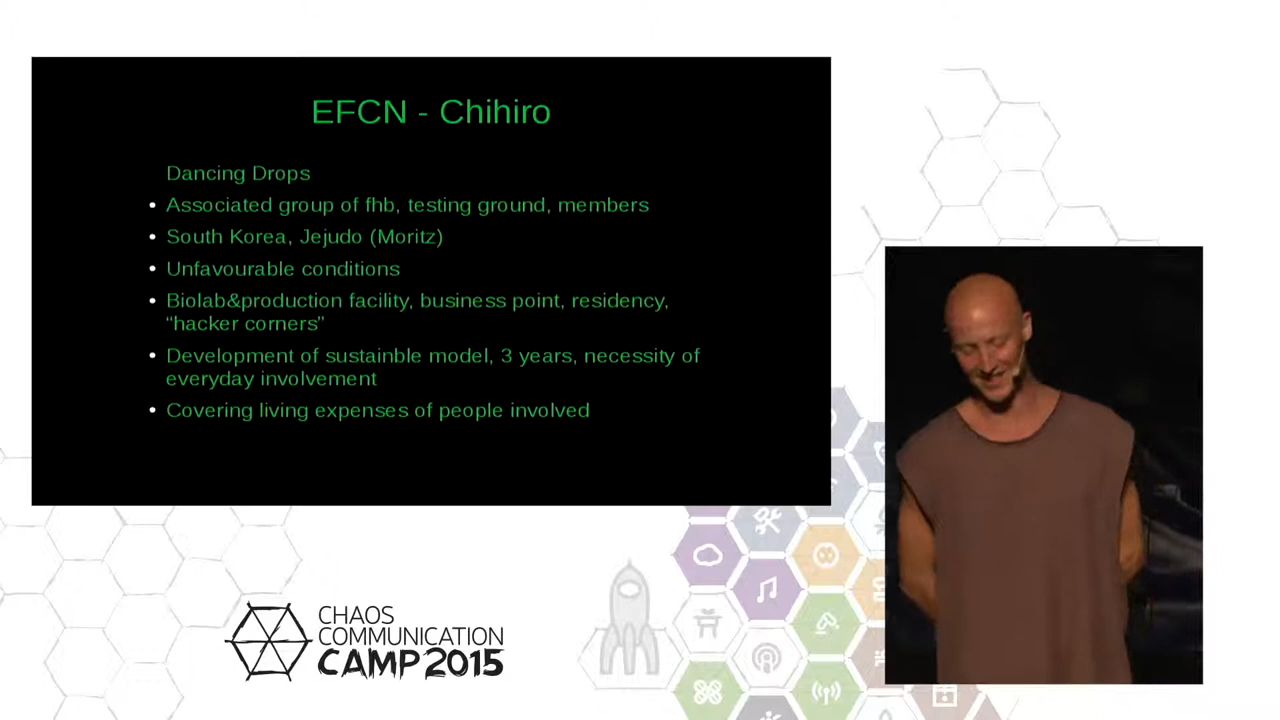 EFCN - Chihiro
Dancing Drops
Associated group of fhb, testing ground, members
South Korea, Jejudo (Moritz)
Unfavourable conditions
Biolab&production facility, business point, residency,
“hacker corners”
Development of sustainble model, 3 years, necessity of
everyday involvement
Covering living expenses of people involved
CHAOS
COMMUNICATION
CAMP 2015